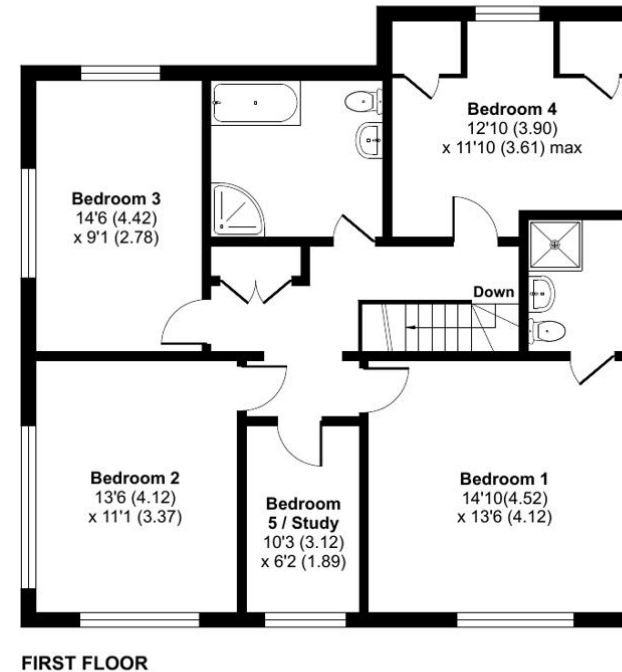 Bedroom 4
12'10 (3.90)
x 11'10 (3.61) max
Bedroom 3
14'6 (4.42)
x 9'1 (2.78)
Down
Bedroom 2
13'6 (4.12)
x 11'1 (3.37)
Bedroom
5 / Study
10'3 (3.12)
x 6'2 (1.89)
Bedroom 1
14'10(4.52)
x 13'6 (4.12)
FIRST FLOOR